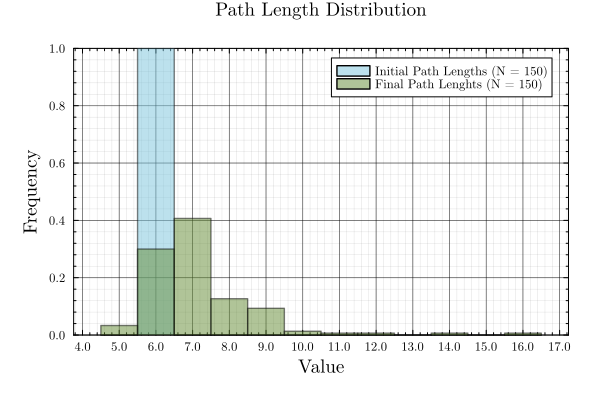 Path Length Distribution
Initial Path Lengths (N = 150)
Final Path Lenghts (N = 150)
Frequency
1.0
0.8
0.6
0.4
0.2
0.0
4.0 5.0 6.0 7.0 8.0 9.0 10.0 11.0 12.0 13.0 14.0 15.0 16.0 17.0
Value